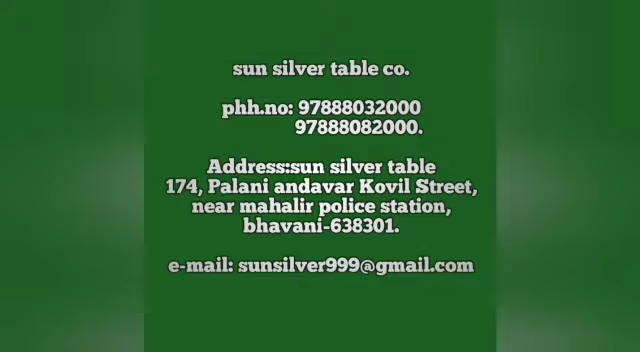 sun silver table co.
phh.no: 97888032000
97888082000.
Address:sun silver table
174, Palani andavar Kovil Street,
near mahalir police station,
bhavani-638301.
e-mail: sunsilver999@gmail.com